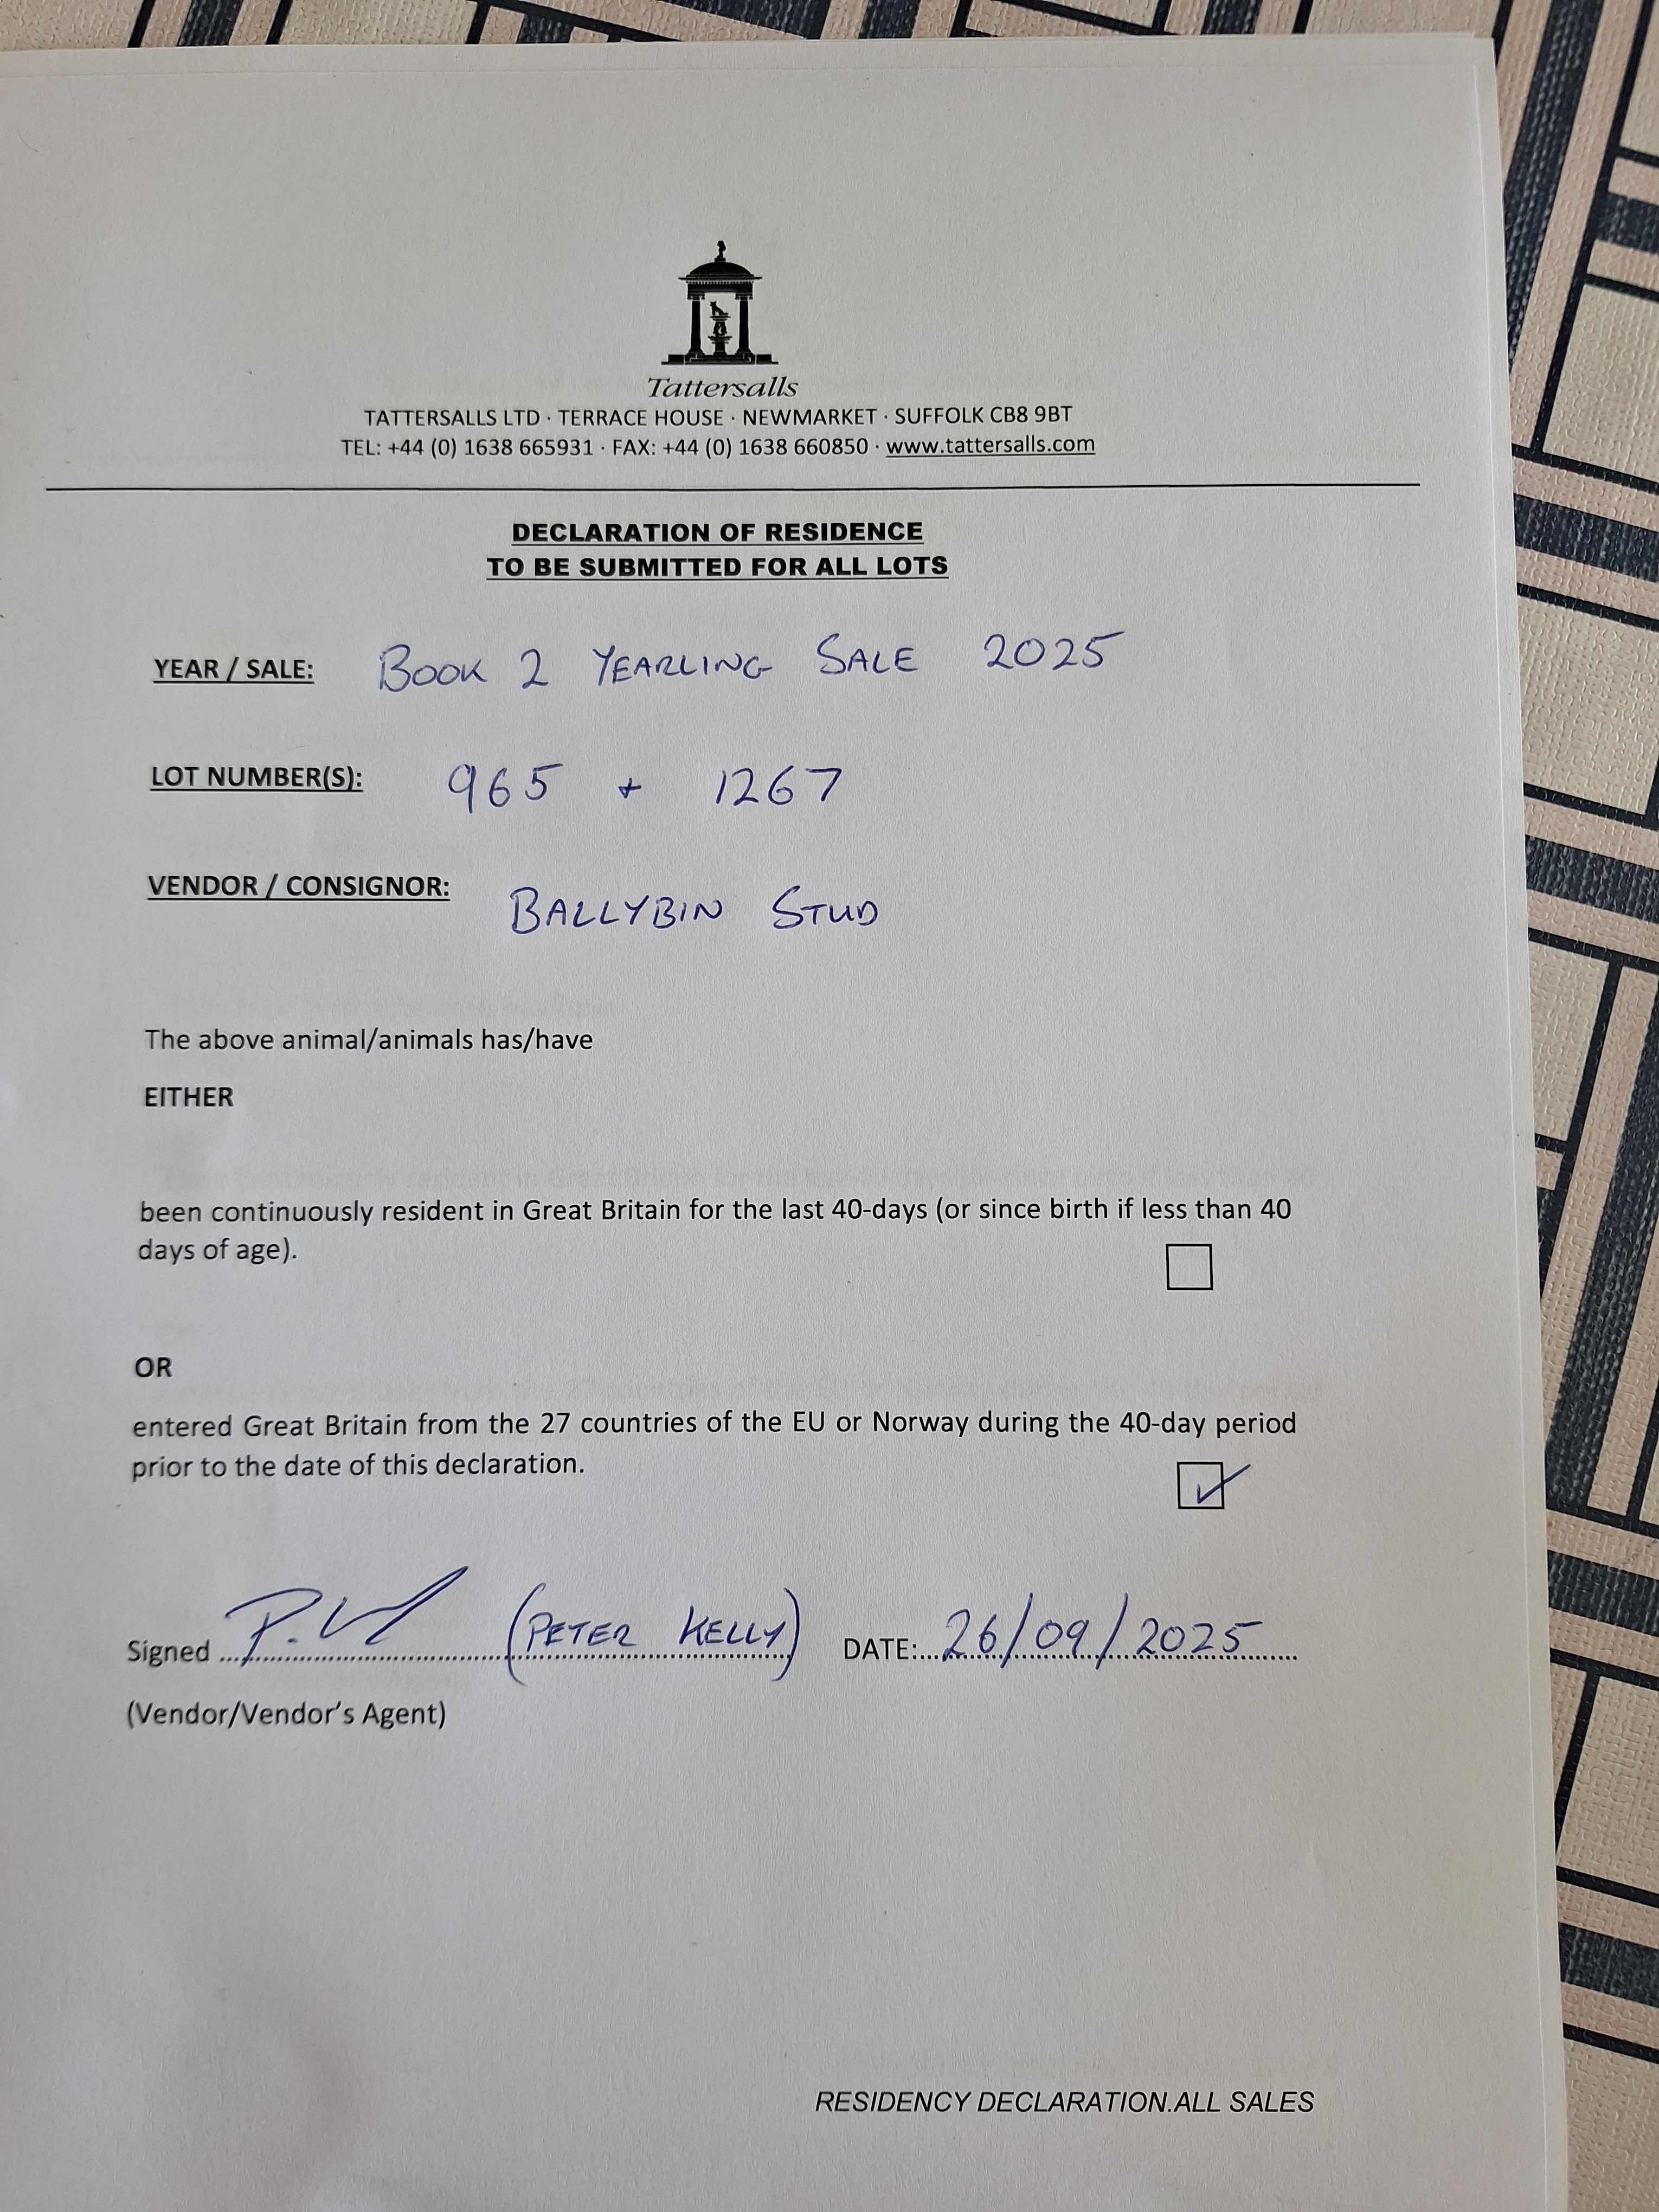 Tattersalls
TATTERSALLS LTD · TERRACE HOUSE · NEWMARKET · SUFFOLK CB8 9BT
TEL: +44 (0) 1638 665931 · FAX: +44 (0) 1638 660850 · www.tattersalls.com
DECLARATION OF RESIDENCE
TO BE SUBMITTED FOR ALL LOTS
YEAR / SALE: BOOK 2 YEARLING SALE 2025
LOT NUMBER(S): 965 + 1267
VENDOR / CONSIGNOR: BALLYBIN STUD
The above animal/animals has/have
EITHER
been continuously resident in Great Britain for the last 40-days (or since birth if less than 40
days of age).
OR
entered Great Britain from the 27 countries of the EU or Norway during the 40-day period
prior to the date of this declaration.
Signed P. (PETER KELLY) DATE: 26/09/2025
(Vendor/Vendor's Agent)
RESIDENCY DECLARATION.ALL SALES